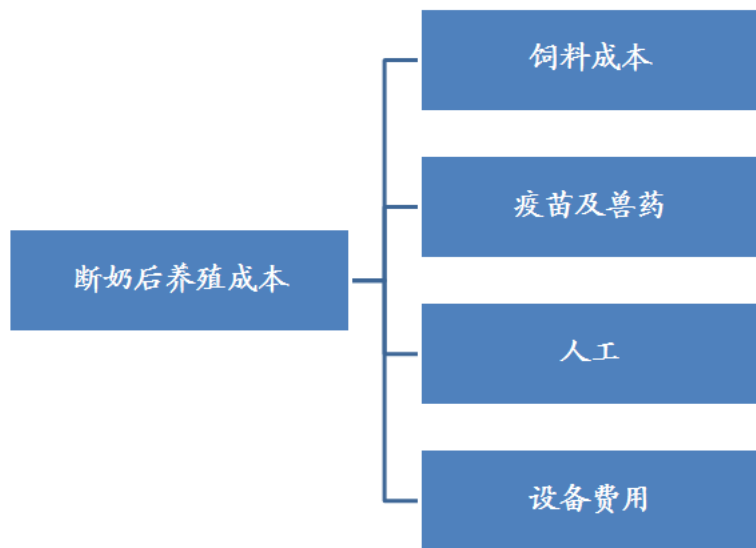 饲料成本
疫苗及兽药
断奶后养殖成本
人工
设备费用